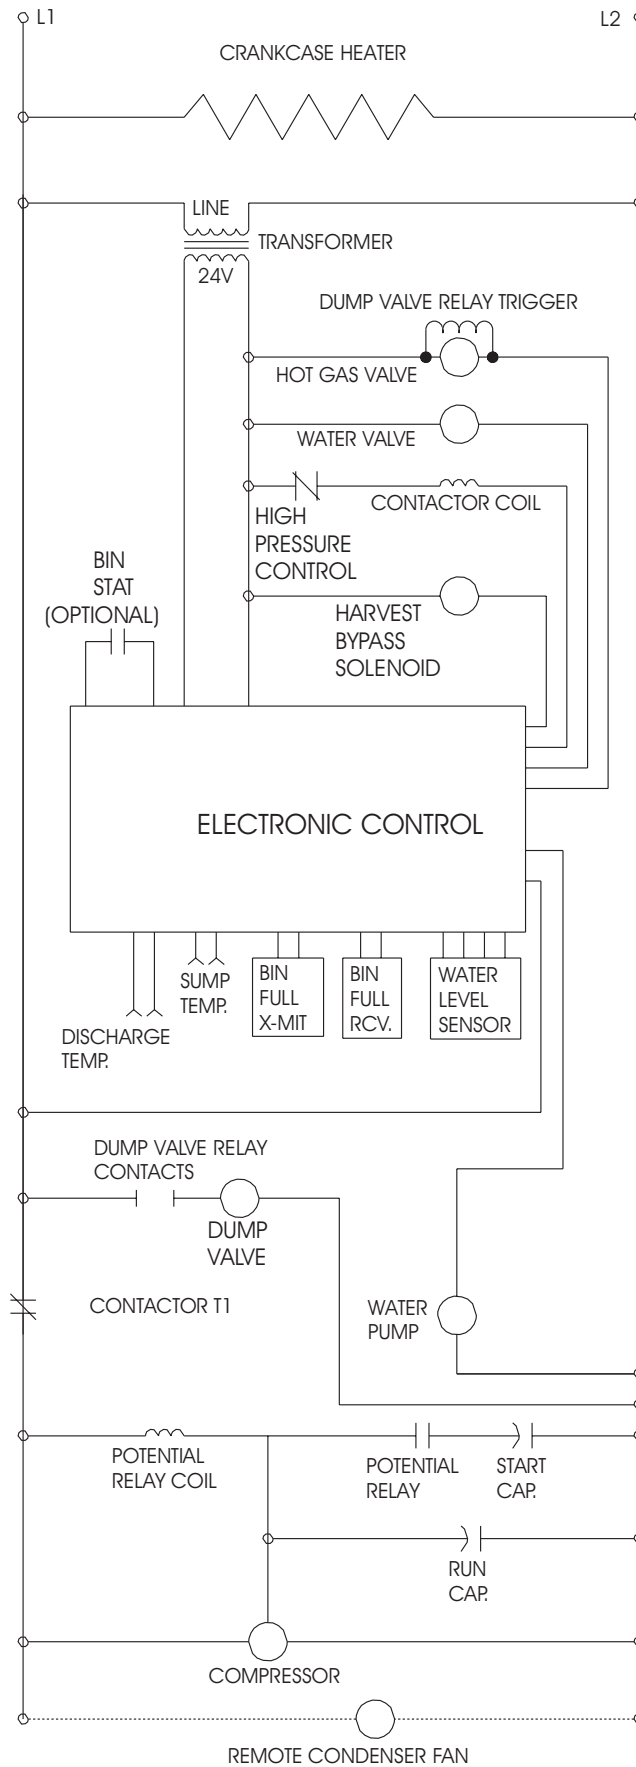 L1
L2
CRANKCASE HEATER
LINE
TRANSFORMER
24V
DUMP VALVE RELAY TRIGGER
HOT GAS VALVE
WATER VALVE
CONTACTOR COIL
HIGH
PRESSURE
CONTROL
BIN
STAT
(OPTIONAL)
HARVEST
BYPASS
SOLENOID
ELECTRONIC CONTROL
DISCHARGE
TEMP.
SUMP
TEMP.
BIN
FULL
X-MIT
BIN
FULL
RCV.
WATER
LEVEL
SENSOR
DUMP VALVE RELAY
CONTACTS
DUMP
VALVE
CONTACTOR T1
WATER
PUMP
POTENTIAL
RELAY COIL
POTENTIAL
RELAY
START
CAP.
RUN
CAP.
COMPRESSOR
REMOTE CONDENSER FAN